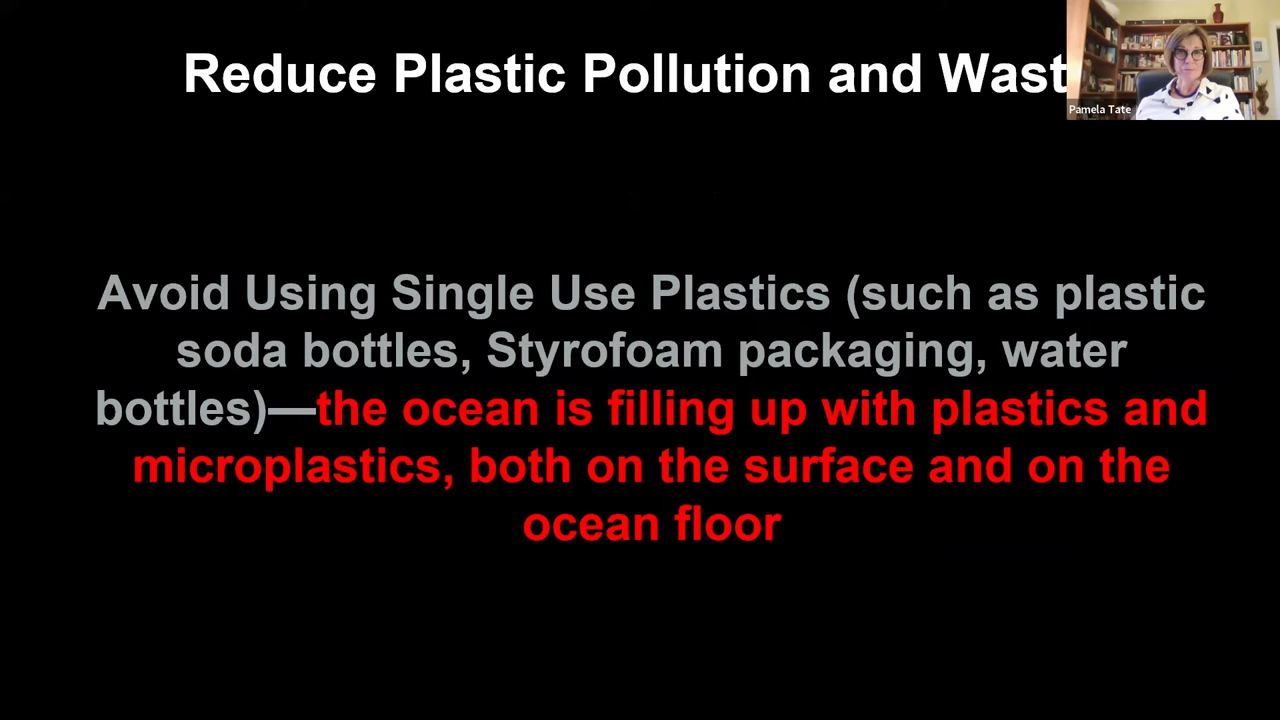 Reduce Plastic Pollution and Wast
Pamela Tate
Avoid Using Single Use Plastics (such as plastic
soda bottles, Styrofoam packaging, water
bottles)—the ocean is filling up with plastics and
microplastics, both on the surface and on the
ocean floor